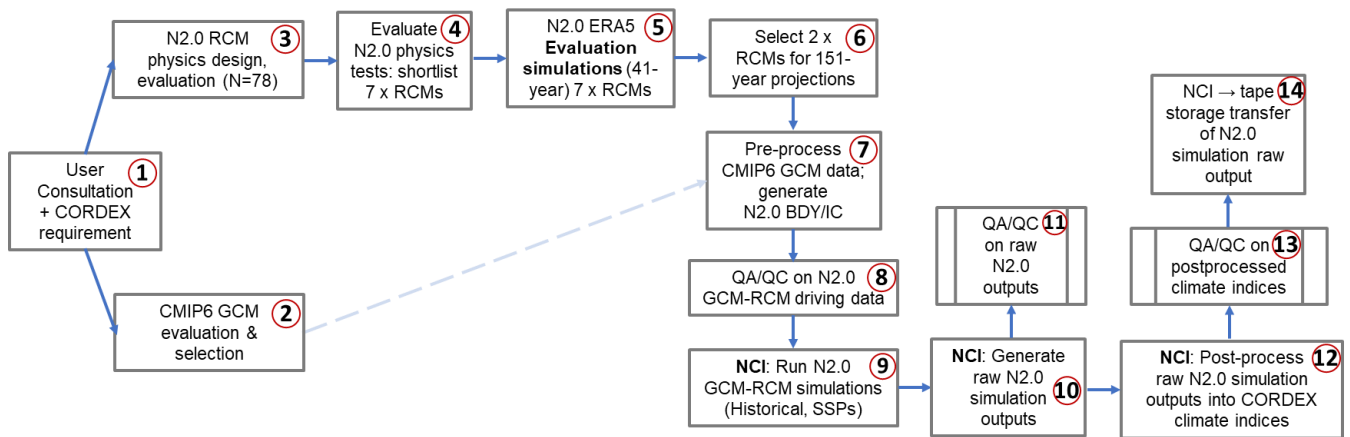 N2.0 RCM
physics design,
evaluation (N=78)
3
Evaluate
N2.0 physics
tests: shortlist
7 x RCMs
4
N2.0 ERA5
Evaluation
simulations (41-
year) 7 x RCMs
5
Select 2 x
RCMs for 151-
year projections
6
User
Consultation
+ CORDEX
requirement
1
CMIP6 GCM
evaluation &
selection
2
Pre-process
CMIP6 GCM data;
generate
N2.0 BDY/IC
7
QA/QC on N2.0
GCM-RCM driving data
8
NCI: Run N2.0
GCM-RCM simulations
(Historical, SSPs)
9
NCI: Generate
raw N2.0
simulation
outputs
10
QA/QC
on raw
N2.0
outputs
11
NCI: Post-process
raw N2.0 simulation
outputs into CORDEX
climate indices
12
QA/QC on
postprocessed
climate indices
13
NCI → tape
storage transfer
of N2.0
simulation raw
output
14